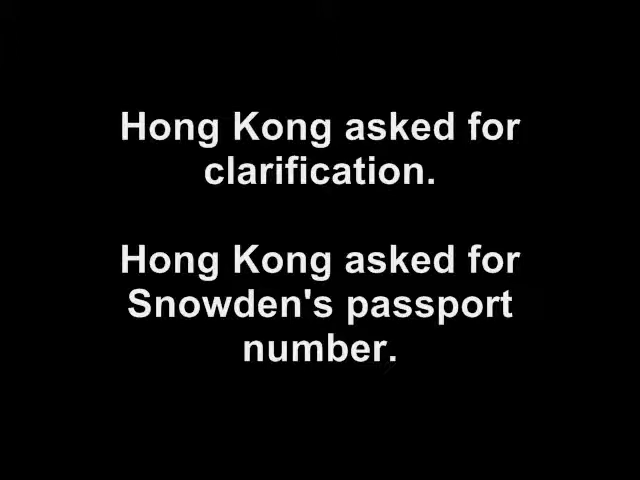 Hong Kong asked for
clarification.
Hong Kong asked for
Snowden's passport
number.